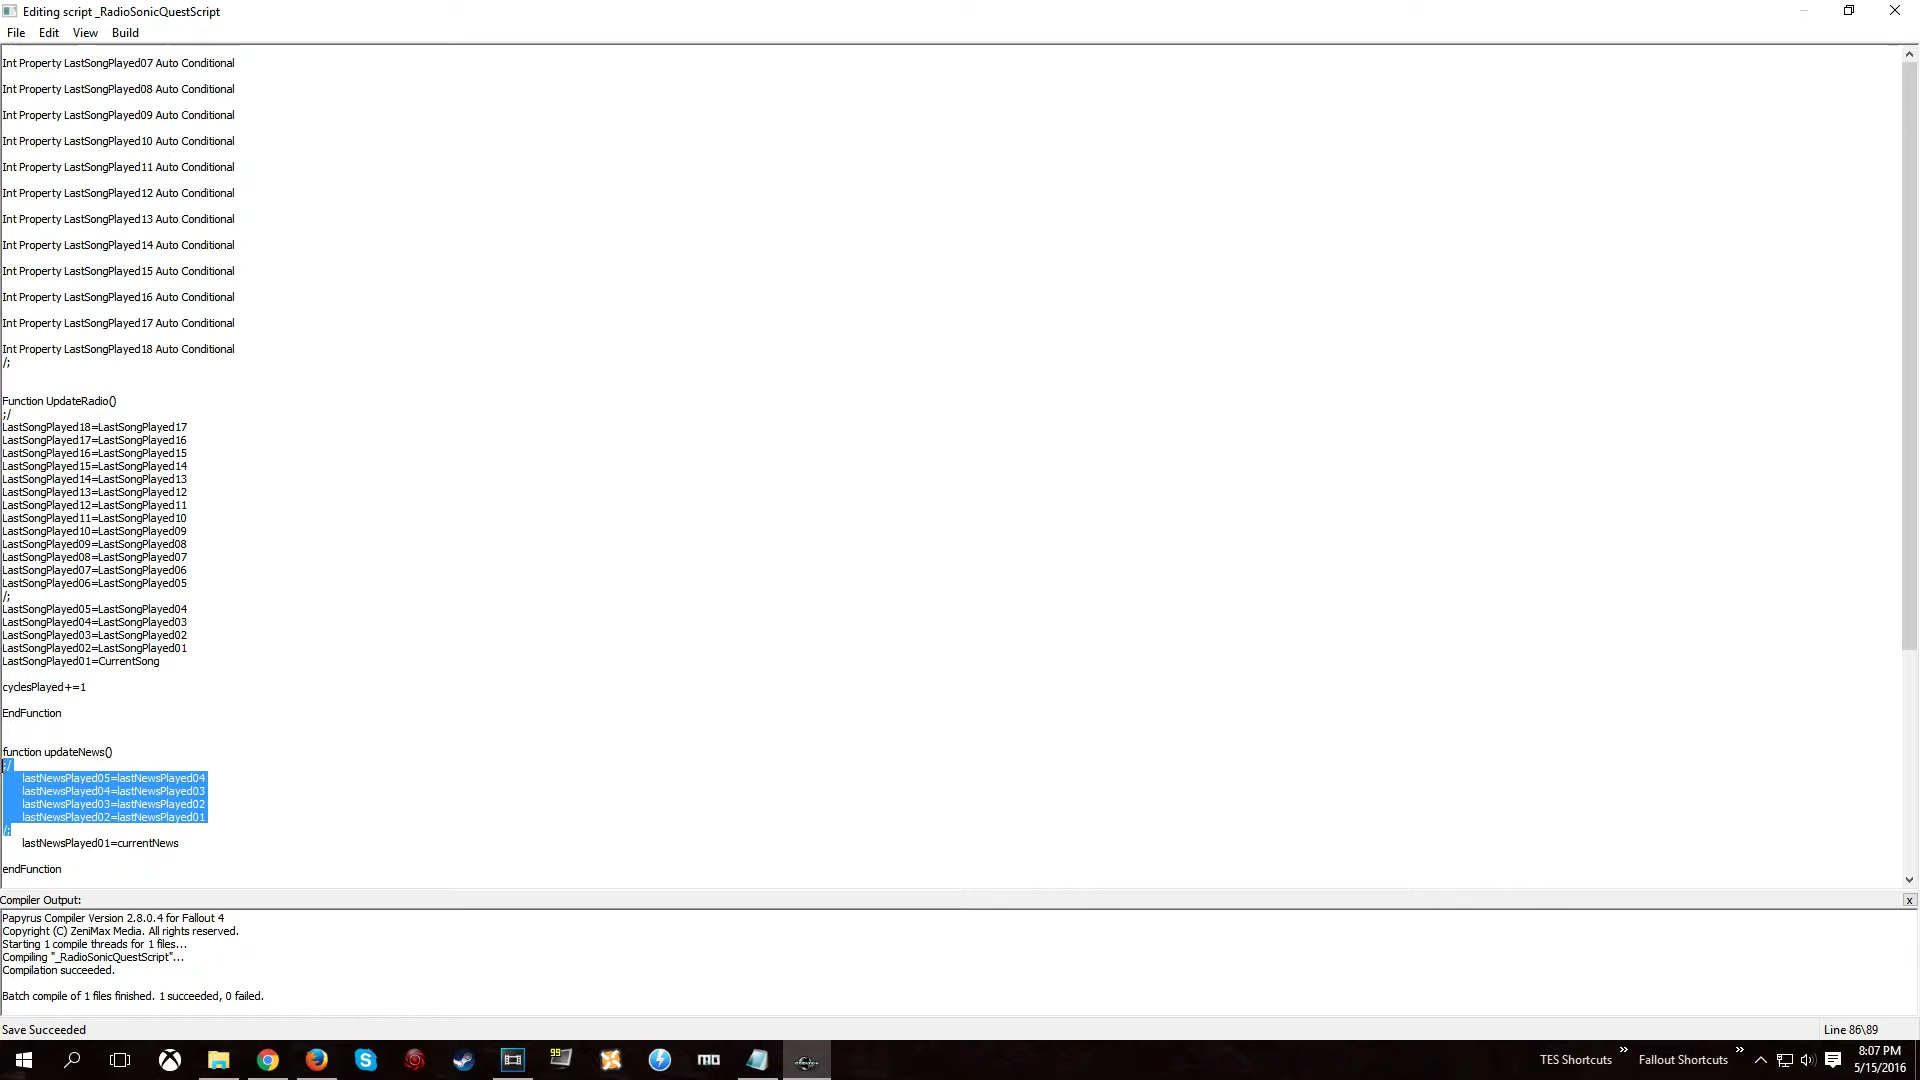 Editing script _RadioSonicQuestScript
File Edit View Build
Int Property LastSongPlayed07 Auto Conditional
Int Property LastSongPlayed08 Auto Conditional
Int Property LastSongPlayed09 Auto Conditional
Int Property LastSongPlayed10 Auto Conditional
Int Property LastSongPlayed11 Auto Conditional
Int Property LastSongPlayed12 Auto Conditional
Int Property LastSongPlayed13 Auto Conditional
Int Property LastSongPlayed14 Auto Conditional
Int Property LastSongPlayed15 Auto Conditional
Int Property LastSongPlayed16 Auto Conditional
Int Property LastSongPlayed17 Auto Conditional
Int Property LastSongPlayed18 Auto Conditional
/;
Function UpdateRadio()
;/
LastSongPlayed18=LastSongPlayed17
LastSongPlayed17=LastSongPlayed16
LastSongPlayed16=LastSongPlayed15
LastSongPlayed15=LastSongPlayed14
LastSongPlayed14=LastSongPlayed13
LastSongPlayed13=LastSongPlayed12
LastSongPlayed12=LastSongPlayed11
LastSongPlayed11=LastSongPlayed10
LastSongPlayed10=LastSongPlayed09
LastSongPlayed09=LastSongPlayed08
LastSongPlayed08=LastSongPlayed07
LastSongPlayed07=LastSongPlayed06
LastSongPlayed06=LastSongPlayed05
/;
LastSongPlayed05=LastSongPlayed04
LastSongPlayed04=LastSongPlayed03
LastSongPlayed03=LastSongPlayed02
LastSongPlayed02=LastSongPlayed01
LastSongPlayed01=CurrentSong
cyclesPlayed+=1
EndFunction
function updateNews()
;/
lastNewsPlayed05=lastNewsPlayed04
lastNewsPlayed04=lastNewsPlayed03
lastNewsPlayed03=lastNewsPlayed02
lastNewsPlayed02=lastNewsPlayed01
/;
lastNewsPlayed01=currentNews
endFunction
Compiler Output:
x
Papyrus Compiler Version 2.8.0.4 for Fallout 4
Copyright (C) ZeniMax Media. All rights reserved.
Starting 1 compile threads for 1 files...
Compiling "_RadioSonicQuestScript"...
Compilation succeeded.
Batch compile of 1 files finished. 1 succeeded, 0 failed.
Save Succeeded
Line 86\89
99
mo
TES Shortcuts
Fallout Shortcuts
8:07 PM
5/15/2016